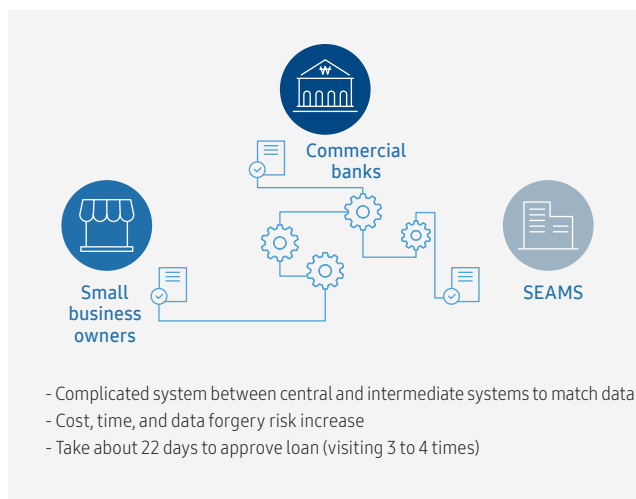 ₩
Commercial
banks
Small
business
owners
SEAMS
- Complicated system between central and intermediate systems to match data
- Cost, time, and data forgery risk increase
- Take about 22 days to approve loan (visiting 3 to 4 times)